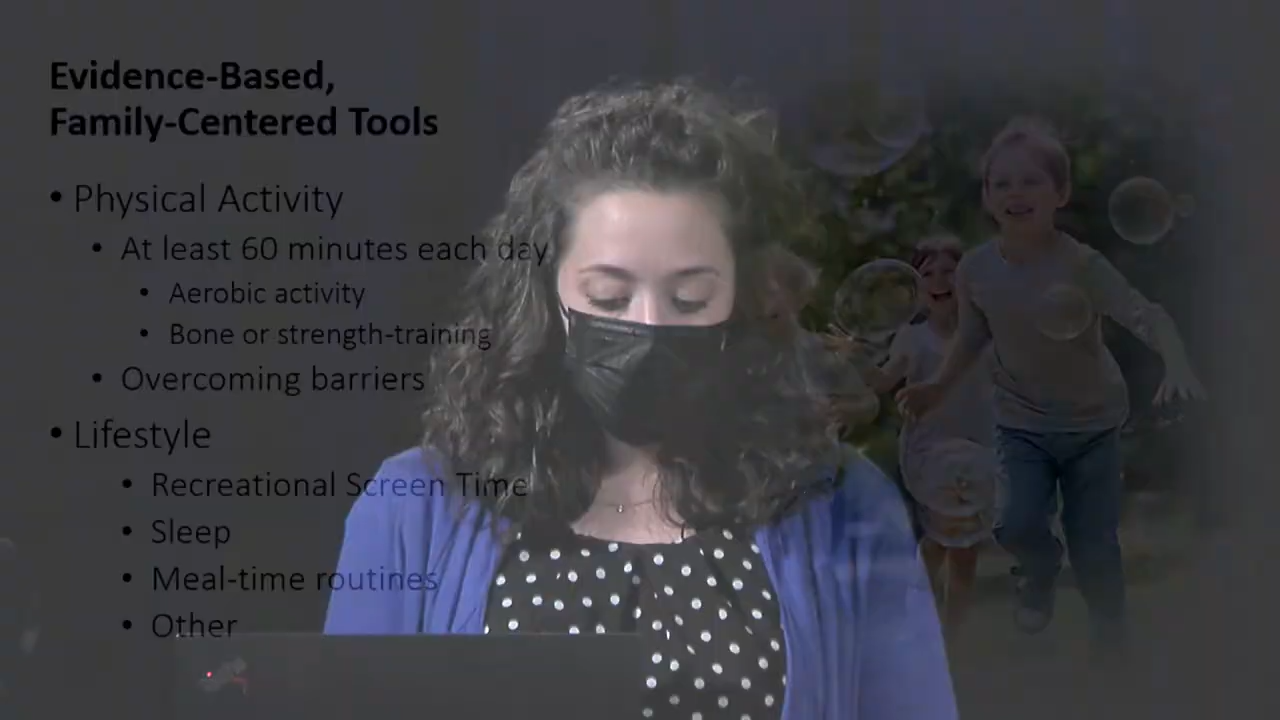 Evidence-Based,
Family-Centered Tools
• Physical Activity
• At least 60 minutes each day
• Aerobic activity
• Bone or strength-training
• Overcoming barriers
• Lifestyle
• Recreational Screen Time
• Sleep
• Meal-time routines
• Other